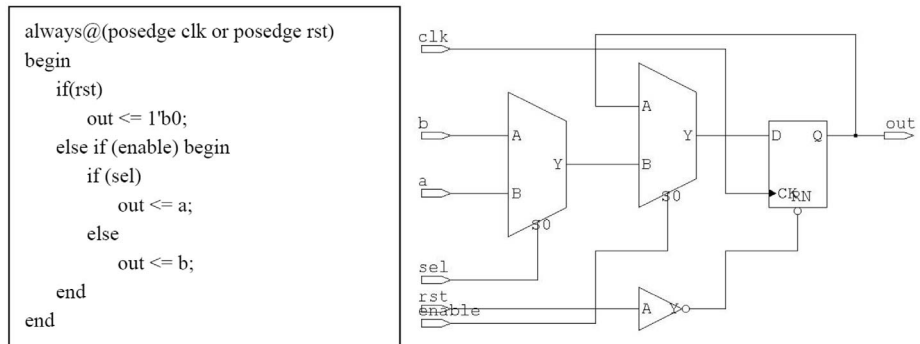 always@(posedge clk or posedge rst)
begin
if(rst)
out <= 1'b0;
else if (enable) begin
if (sel)
out <= a;
else
out <= b;
end
end
clk
b
a
sel
rst
enable
A
B
Y
S0
A
B
Y
S0
A Y
D Q
CK
RN
out